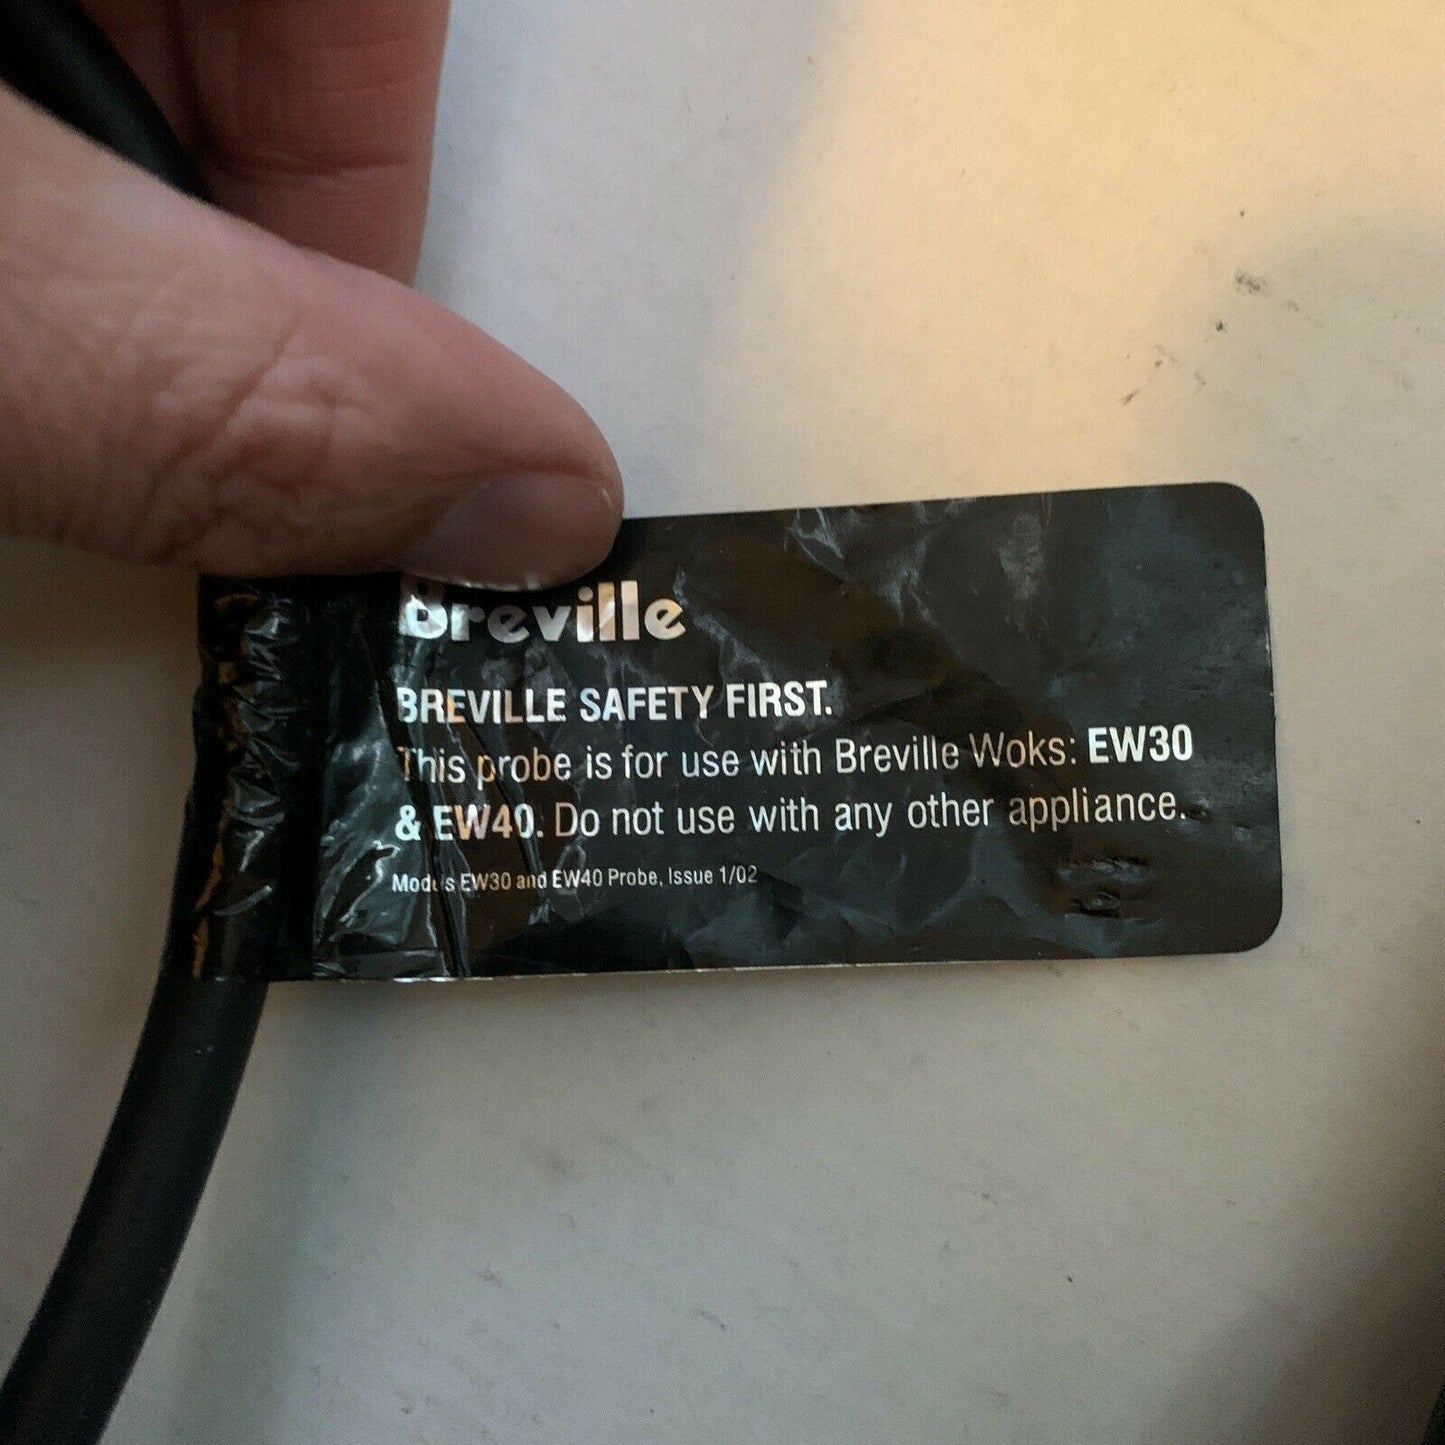 Breville
BREVILLE SAFETY FIRST.
This probe is for use with Breville Woks: EW30
& EW40. Do not use with any other appliance.
Models EW30 and EW40 Probe, Issue 1/02